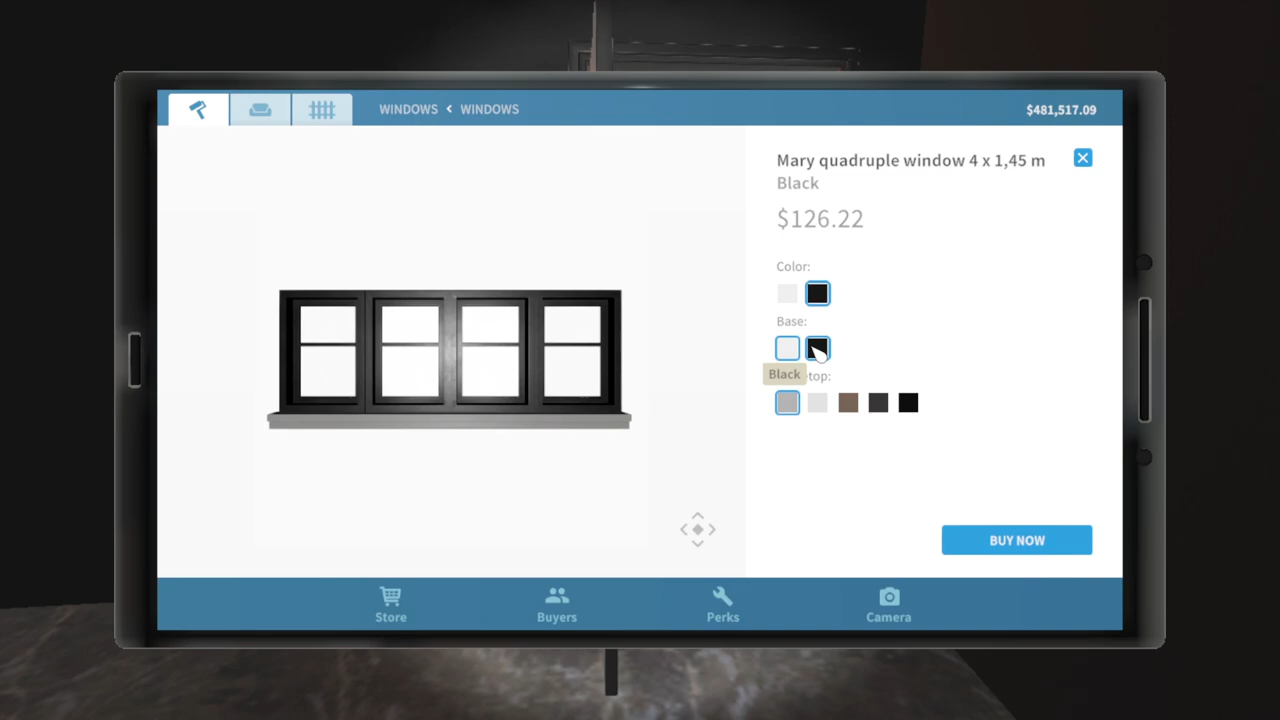 WINDOWS < WINDOWS
$481,517.09
Mary quadruple window 4 x 1,45 m
Black
$126.22
Color:
Base:
Black
top:
BUY NOW
Store
Buyers
Perks
Camera